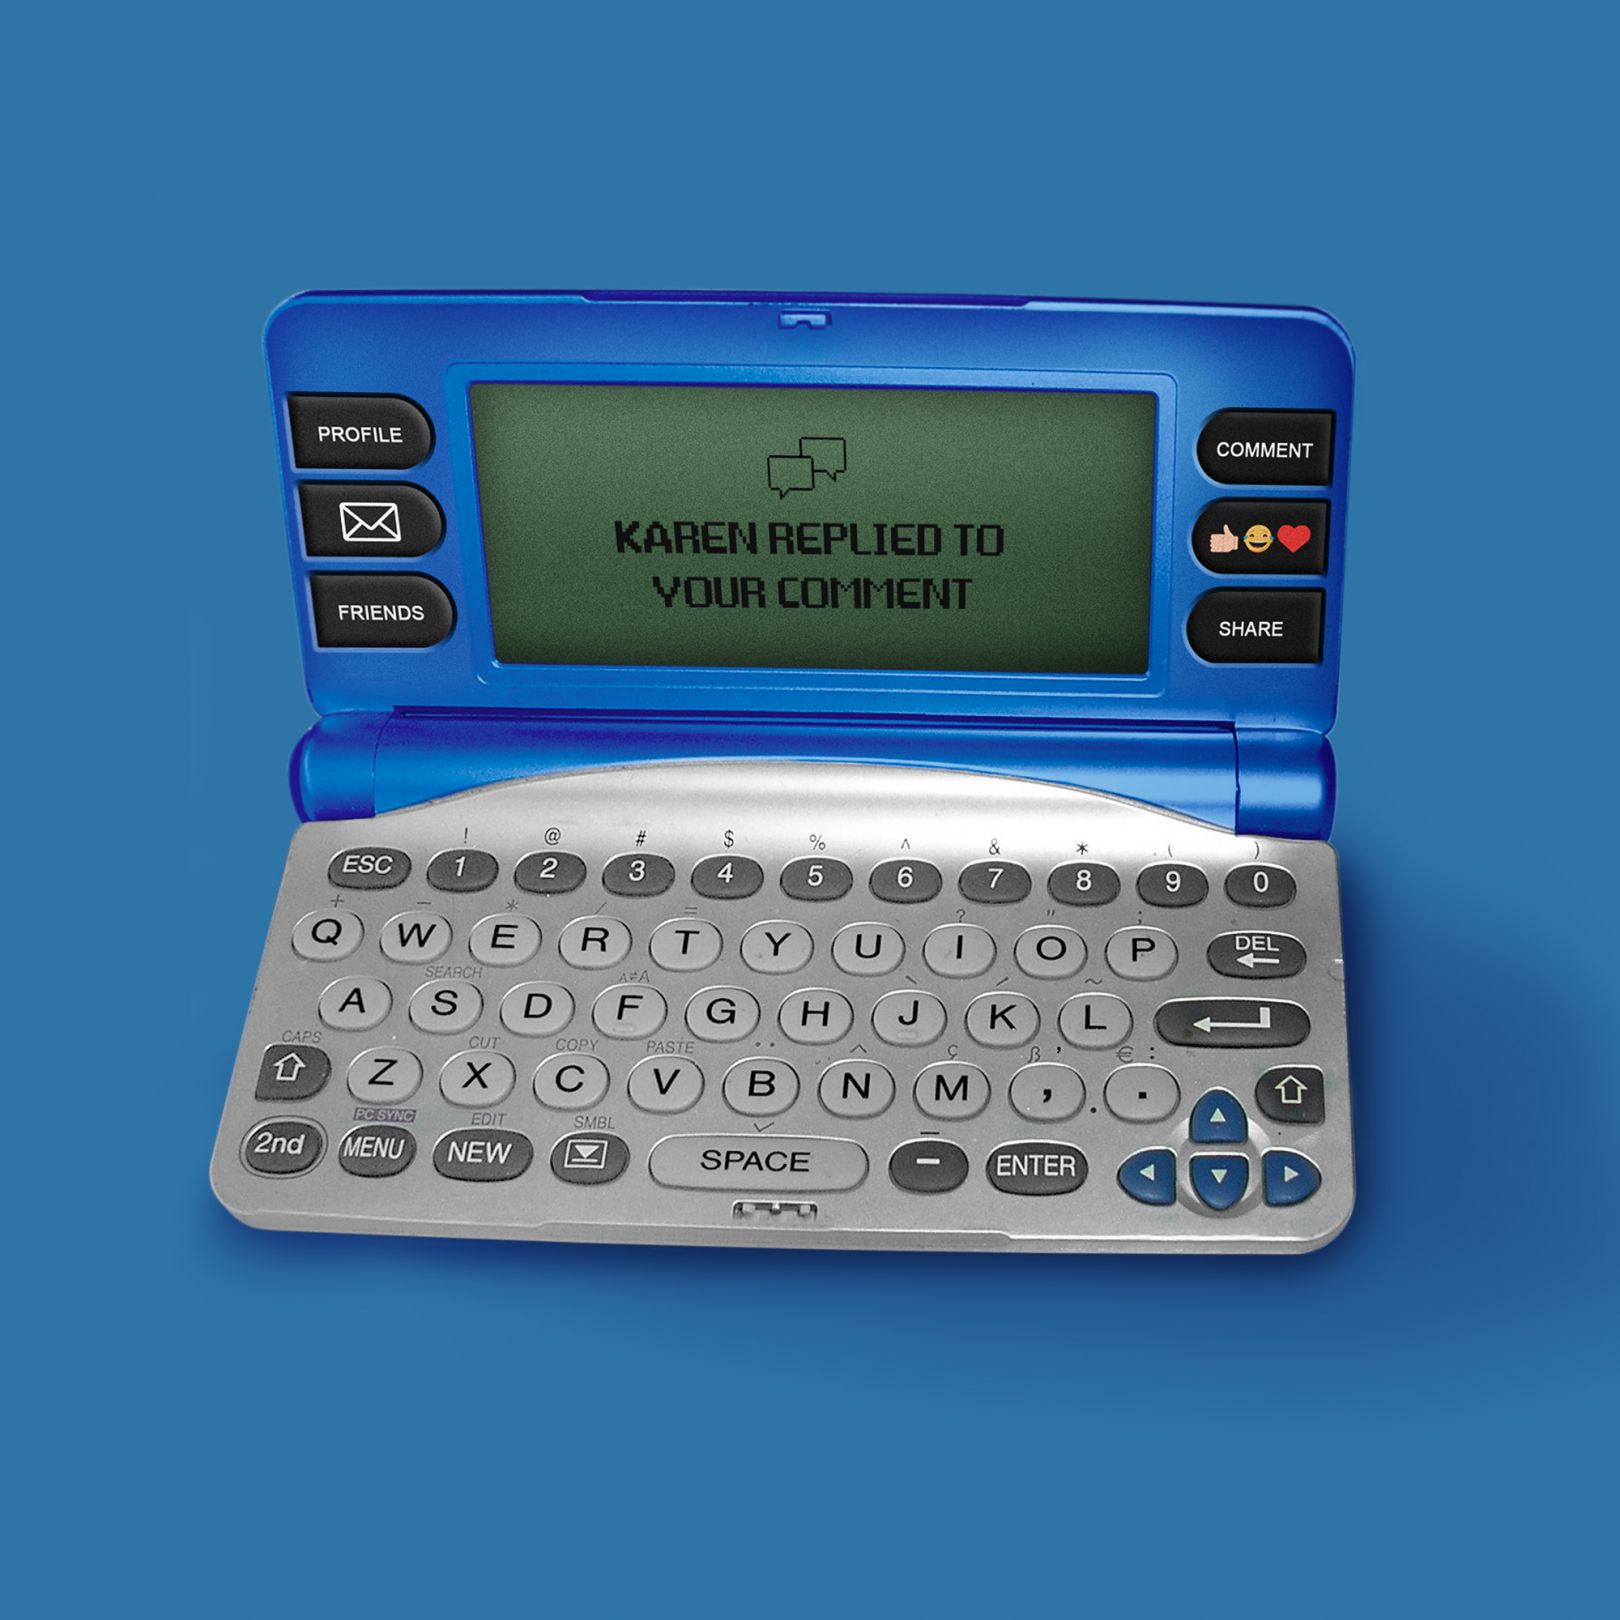 PROFILE
FRIENDS
KAREN REPLIED TO
YOUR COMMENT
COMMENT
SHARE
! @ # $ % ^ & * ( )
ESC 1 2 3 4 5 6 7 8 9 0
+ − * / = ? " ;
Q W E R T Y U I O P DEL
SEARCH A⇄A \ / ~
A S D F G H J K L
CAPS CUT COPY PASTE ^ ç ß ' € :
Z X C V B N M , .
PC SYNC EDIT SMBL
2nd MENU NEW SPACE − ENTER